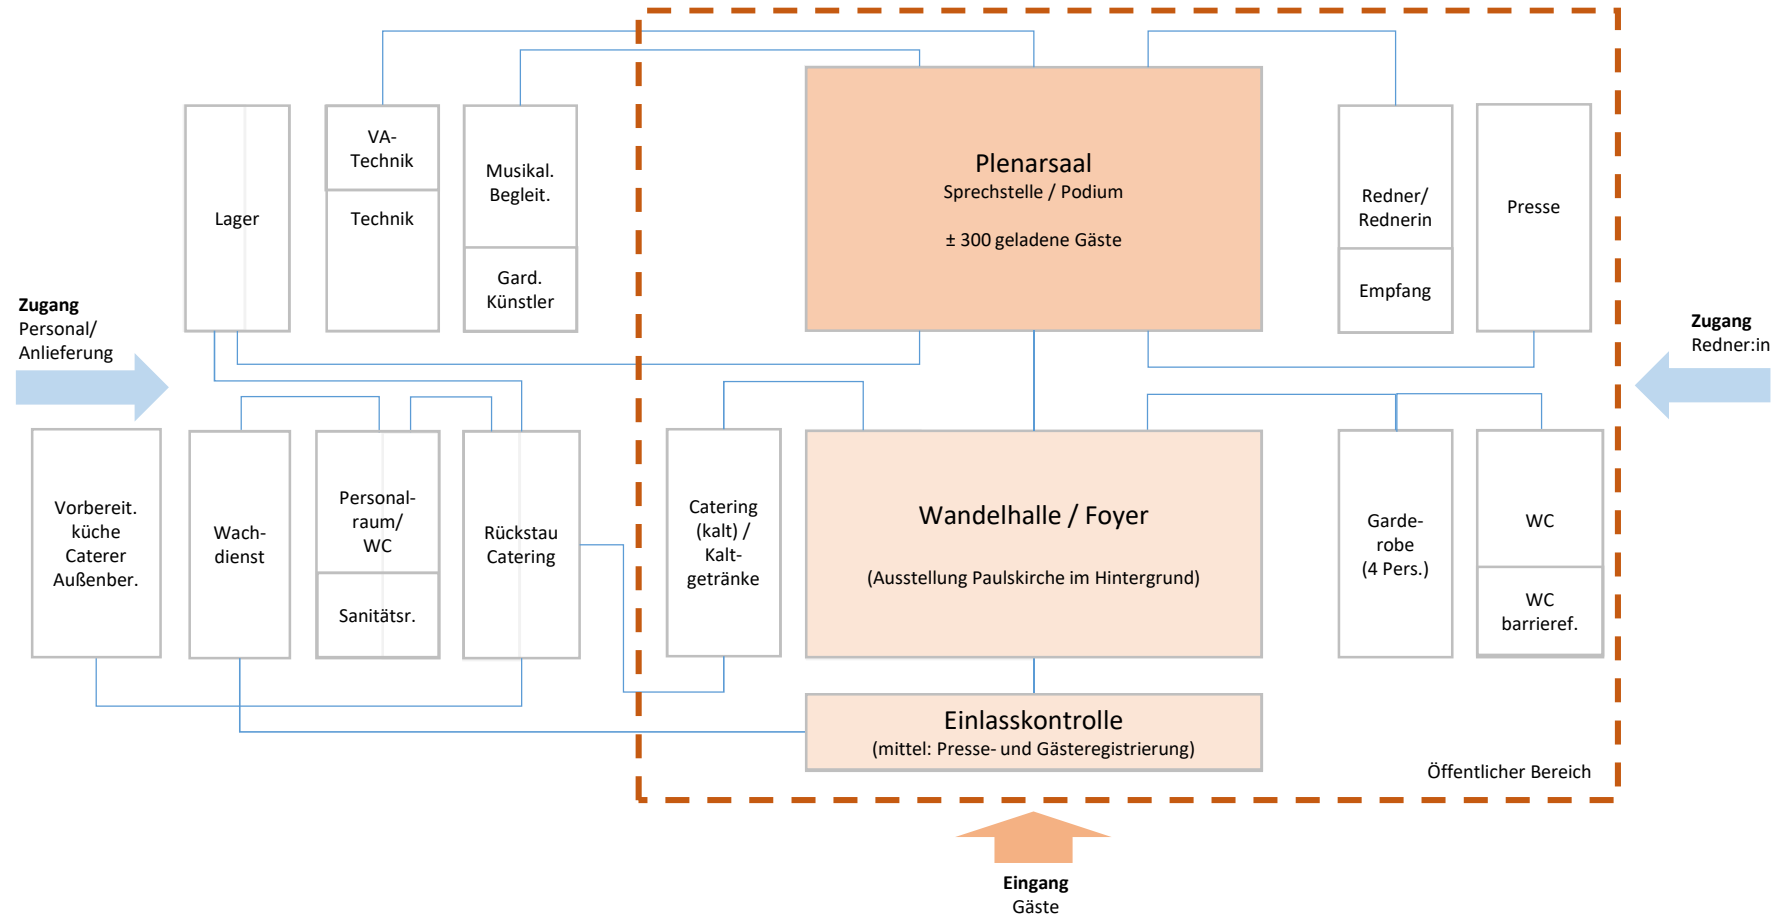 VA-
Technik
Technik
Lager
Musikal.
Begleit.
Gard.
Künstler
Plenarsaal
Sprechstelle / Podium
± 300 geladene Gäste
Redner/
Rednerin
Empfang
Presse
Zugang
Personal/
Anlieferung
Zugang
Redner:in
Vorbereit.
küche
Caterer
Außenber.
Wach-
dienst
Personal-
raum/
WC
Sanitätsr.
Rückstau
Catering
Catering
(kalt) /
Kalt-
getränke
Wandelhalle / Foyer
(Ausstellung Paulskirche im Hintergrund)
Garde-
robe
(4 Pers.)
WC
WC
barrieref.
Einlasskontrolle
(mittel: Presse- und Gästeregistrierung)
Öffentlicher Bereich
Eingang
Gäste